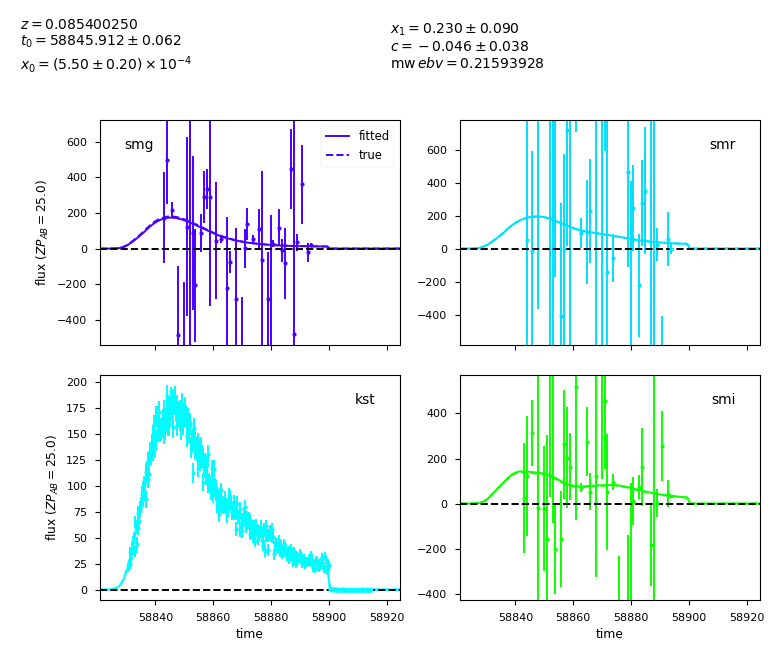 z = 0.085400250
t₀ = 58845.912 ± 0.062
x₀ = (5.50 ± 0.20) × 10⁻⁴
x₁ = 0.230 ± 0.090
c = −0.046 ± 0.038
mw ebv = 0.21593928
smg
fitted
true
600
400
200
0
−200
−400
flux (ZP_AB = 25.0)
smr
600
400
200
0
−200
−400
kst
200
175
150
125
100
75
50
25
0
flux (ZP_AB = 25.0)
58840 58860 58880 58900 58920
time
smi
400
200
0
−200
−400
58840 58860 58880 58900 58920
time